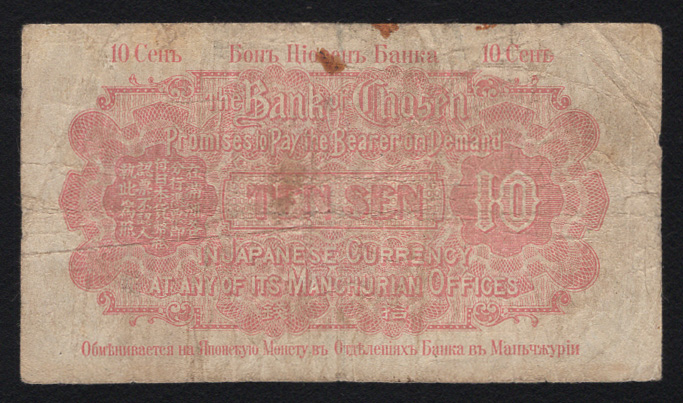 10 Сенъ Бонъ Ціосенъ Банка 10 Сенъ
The Bank of Chosen
Promises to Pay the Bearer on Demand
TEN SEN
10
IN JAPANESE CURRENCY
AT ANY OF ITS MANCHURIAN OFFICES
拾
Обмѣнивается на Японскую Монету въ Отдѣленіяхъ Банка въ Маньчжуріи